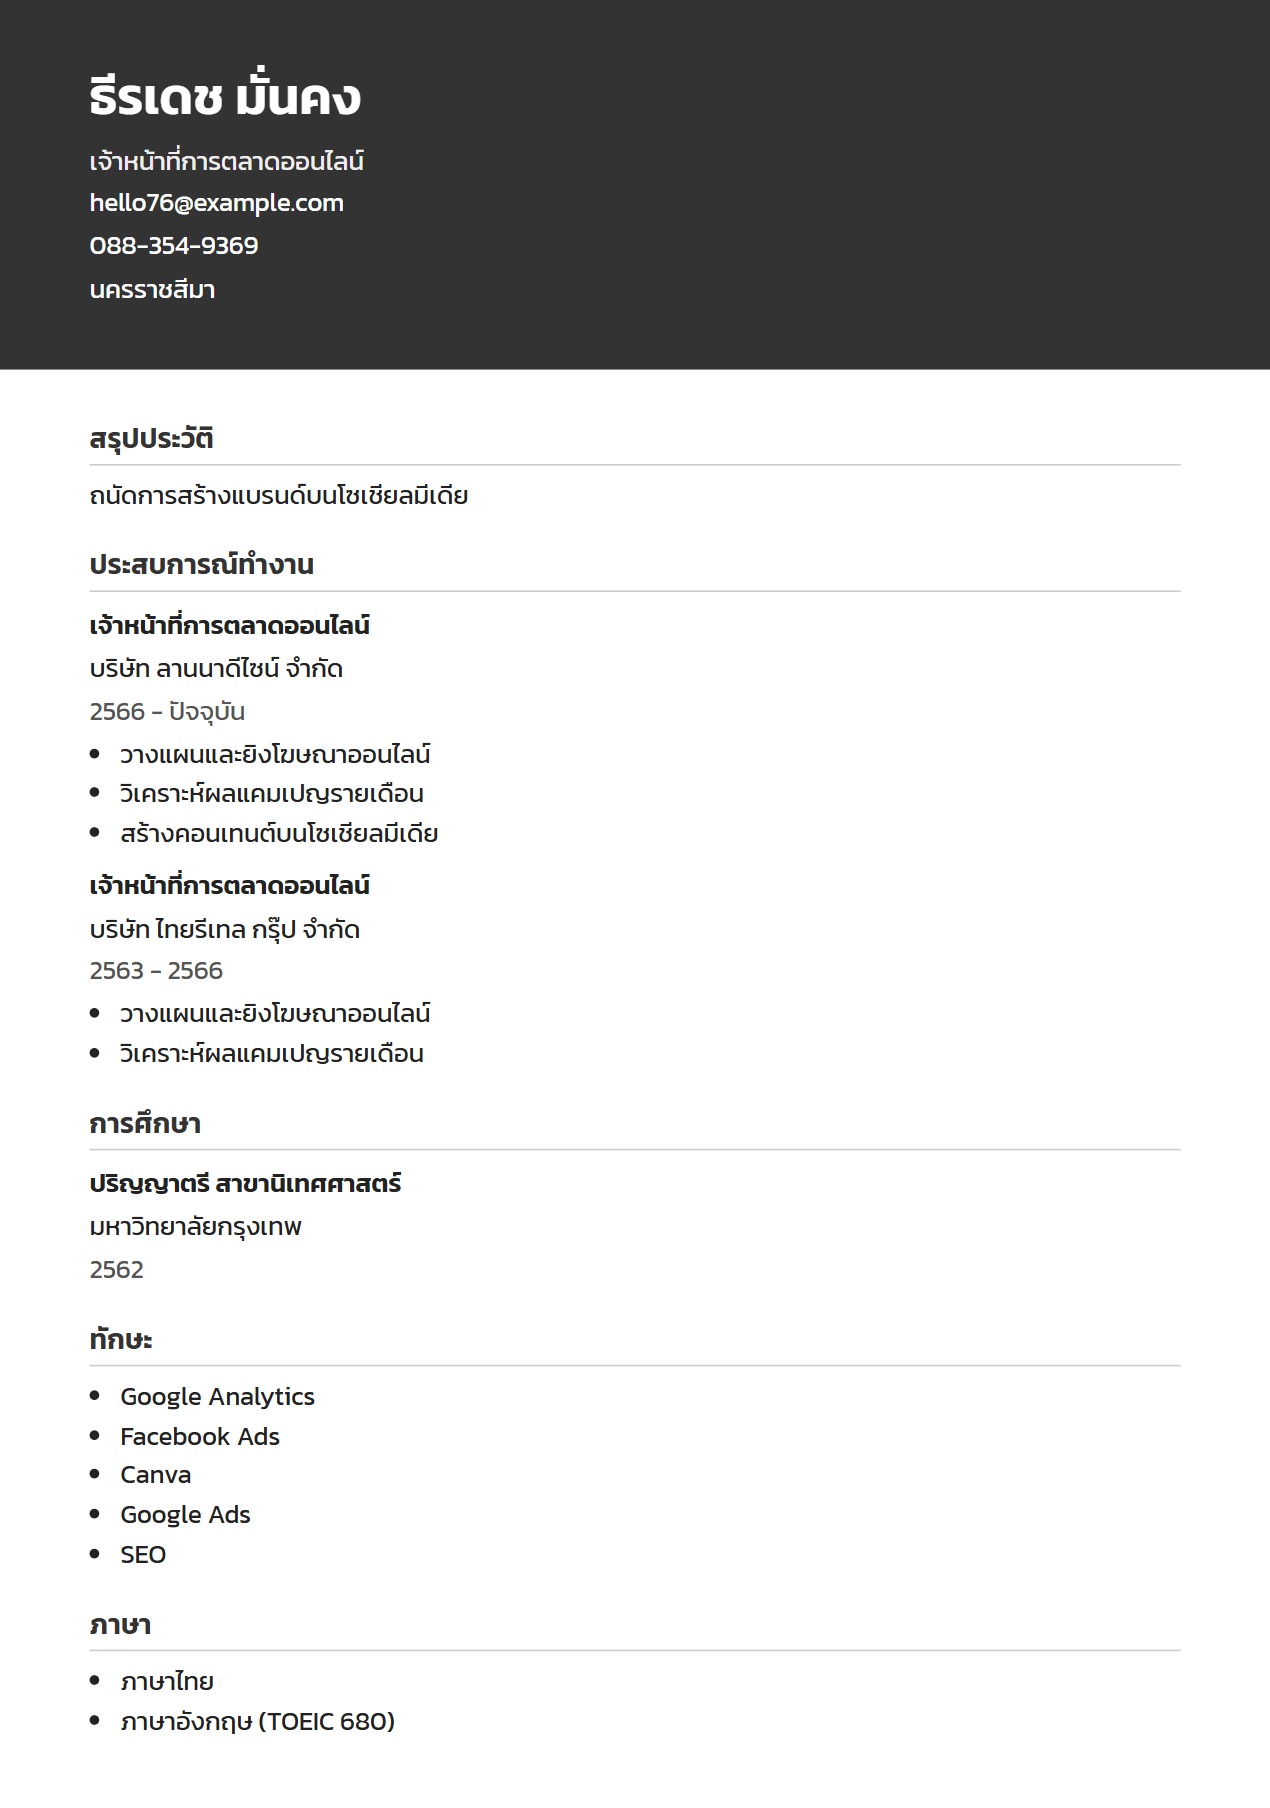 ธีรเดช มั่นคง
เจ้าหน้าที่การตลาดออนไลน์
hello76@example.com
088-354-9369
นครราชสีมา
สรุปประวัติ
ถนัดการสร้างแบรนด์บนโซเชียลมีเดีย
ประสบการณ์ทำงาน
เจ้าหน้าที่การตลาดออนไลน์
บริษัท ลานนาดีไซน์ จำกัด
2566 - ปัจจุบัน
• วางแผนและยิงโฆษณาออนไลน์
• วิเคราะห์ผลแคมเปญรายเดือน
• สร้างคอนเทนต์บนโซเชียลมีเดีย
เจ้าหน้าที่การตลาดออนไลน์
บริษัท ไทยรีเทล กรุ๊ป จำกัด
2563 - 2566
• วางแผนและยิงโฆษณาออนไลน์
• วิเคราะห์ผลแคมเปญรายเดือน
การศึกษา
ปริญญาตรี สาขานิเทศศาสตร์
มหาวิทยาลัยกรุงเทพ
2562
ทักษะ
• Google Analytics
• Facebook Ads
• Canva
• Google Ads
• SEO
ภาษา
• ภาษาไทย
• ภาษาอังกฤษ (TOEIC 680)